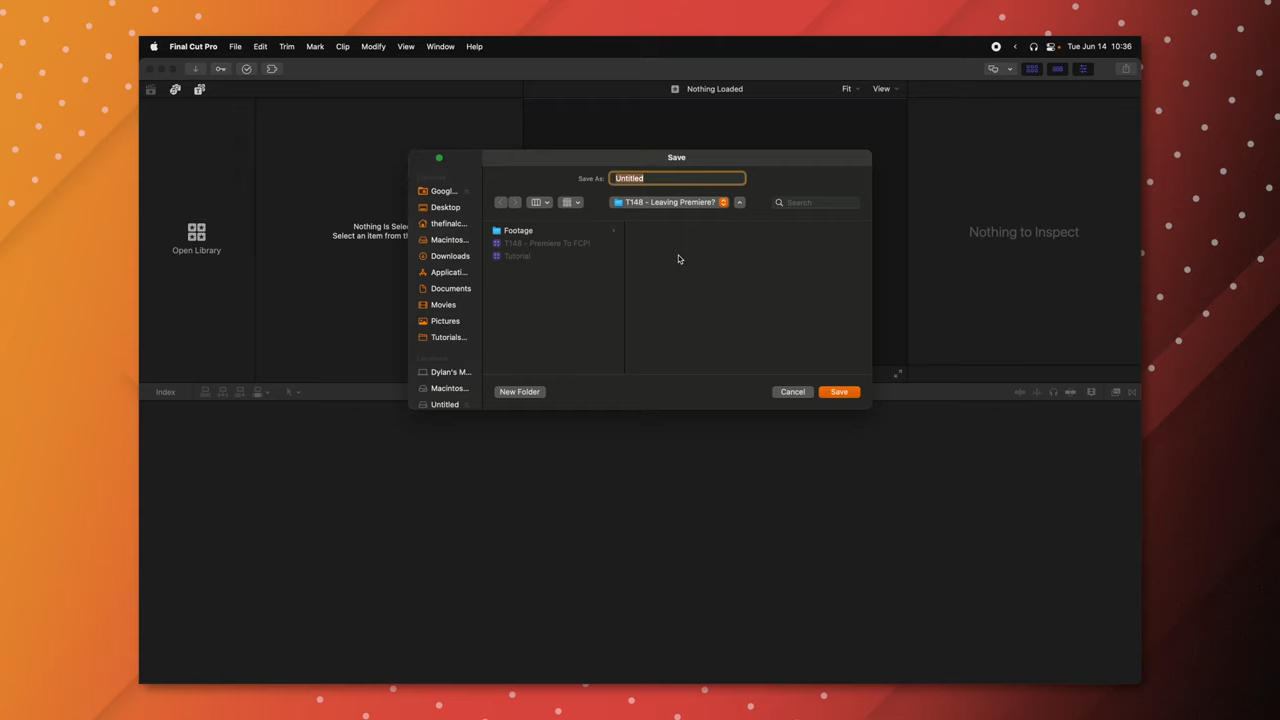 Final Cut Pro File Edit Trim Mark Clip Modify View Window Help Tue Jun 14 10:36
Nothing Loaded Fit View
Save
Save As: Untitled
T148 - Leaving Premiere? Search
Googl...
Desktop
thefinalc...
Macintos...
Downloads
Applicati...
Documents
Movies
Pictures
Tutorials...
Dylan's M...
Macintos...
Untitled
Footage
T148 - Premiere To FCP!
Tutorial
New Folder Cancel Save
Open Library
Nothing Is Sele
Select an item from th
Nothing to Inspect
Index